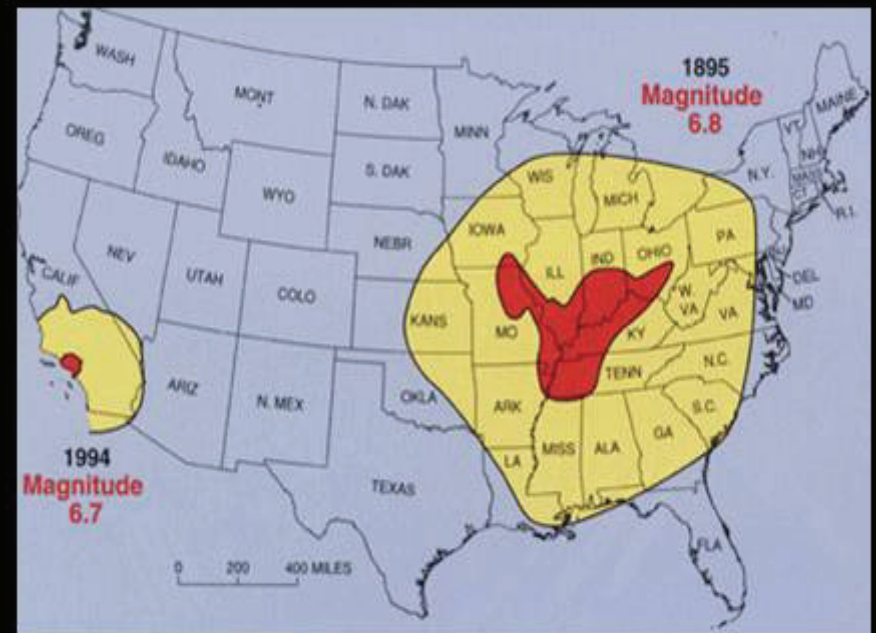 WASH
MONT
N. DAK
MINN
1895
Magnitude
6.8
MAINE
VT
NH
OREG
IDAHO
S. DAK
WIS
MICH
N.Y.
MASS
CT
R.I.
WYO
NEBR
IOWA
PA
NEV
UTAH
COLO
ILL
IND
OHIO
DEL
MD
CALIF
KANS
MO
KY
W.
VA
VA
ARIZ
N. MEX
OKLA
ARK
TENN
N.C.
S.C.
1994
Magnitude
6.7
TEXAS
LA
MISS
ALA
GA
FLA
0 200 400 MILES